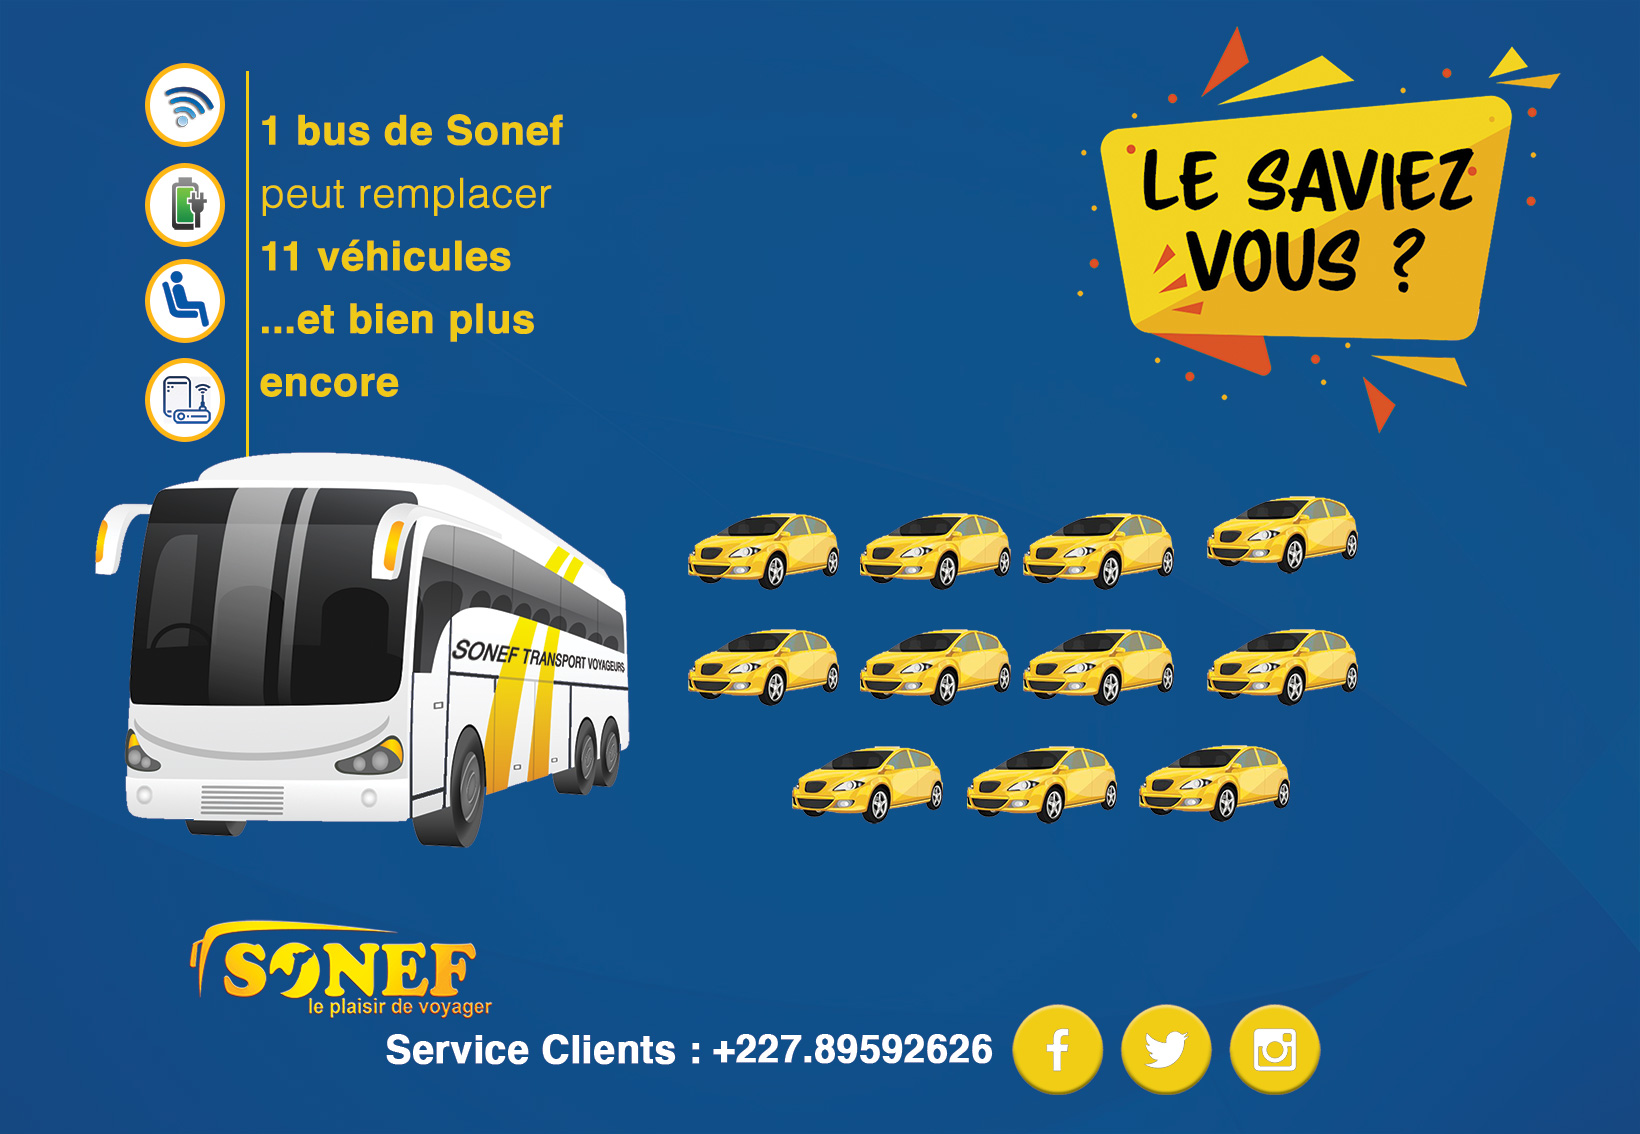 1 bus de Sonef
peut remplacer
11 véhicules
...et bien plus
encore
LE SAVIEZ
VOUS ?
SONEF TRANSPORT VOYAGEURS
SONEF
le plaisir de voyager
Service Clients : +227.89592626